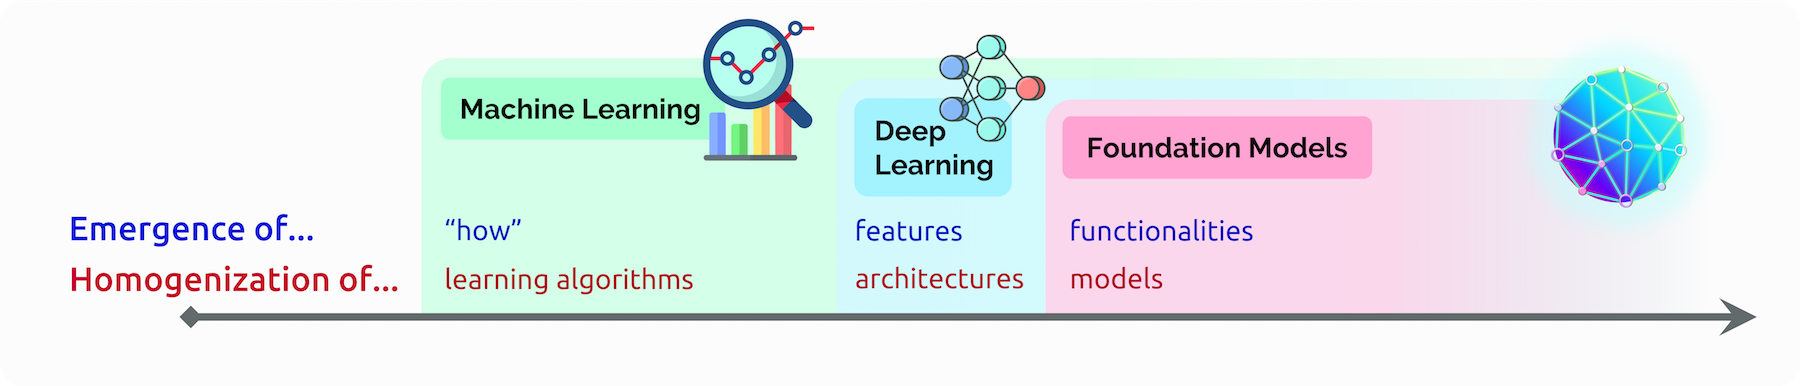 Machine Learning
Deep
Learning
Foundation Models
Emergence of...
“how”
features
functionalities
Homogenization of...
learning algorithms
architectures
models